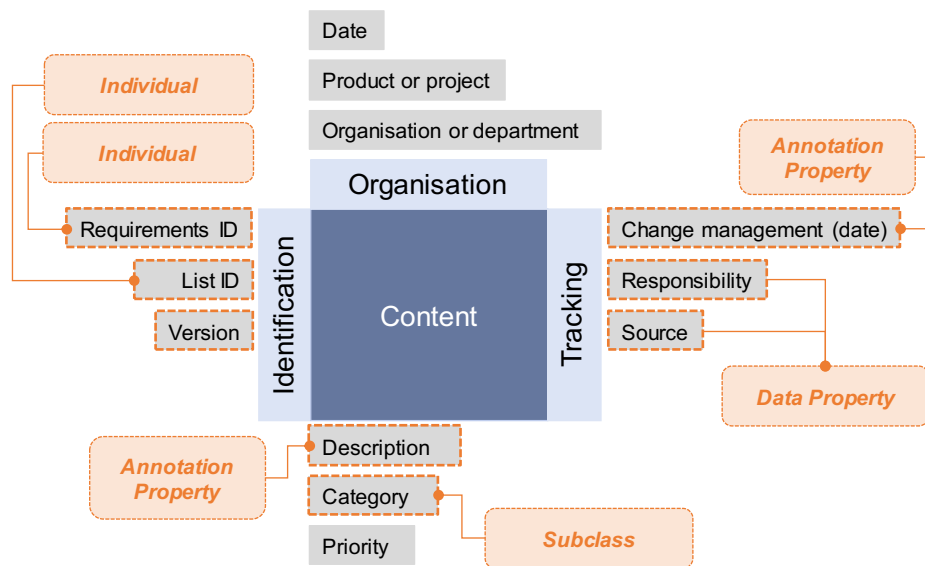 Date
Product or project
Organisation or department
Individual
Individual
Annotation
Property
Organisation
Requirements ID
List ID
Version
Identification
Content
Tracking
Change management (date)
Responsibility
Source
Data Property
Description
Category
Priority
Annotation
Property
Subclass